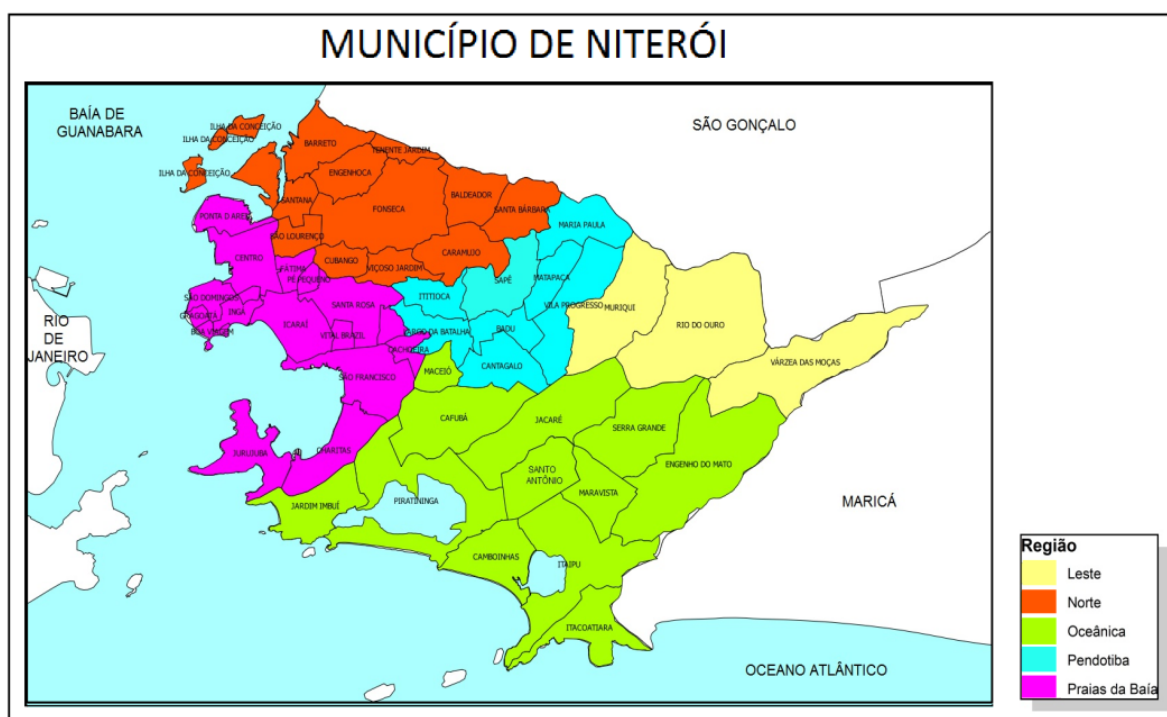 MUNICÍPIO DE NITERÓI
BAÍA DE
GUANABARA
SÃO GONÇALO
ILHA DA CONCEIÇÃO
ILHA DA CONCEIÇÃO
ILHA DA CONCEIÇÃO
BARRETO
TENENTE JARDIM
ENGENHOCA
BALDEADOR
SANTANA
FONSECA
SANTA BÁRBARA
PONTA D AREIA
SÃO LOURENÇO
MARIA PAULA
CENTRO
CUBANGO
CARAMUJO
VIÇOSO JARDIM
FÁTIMA
PÉ PEQUENO
SAPÊ
MATAPACA
ITITIOCA
SÃO DOMINGOS
GRAGOATÁ
INGÁ
BOA VIAGEM
ICARAÍ
SANTA ROSA
VITAL BRAZIL
VILA PROGRESSO
MURIQUI
RIO DO OURO
LARGO DA BATALHA
BADU
CACHOEIRA
CANTAGALO
VÁRZEA DAS MOÇAS
RIO
DE
JANEIRO
MACEIÓ
SÃO FRANCISCO
CAFUBÁ
JACARÉ
SERRA GRANDE
JURUJUBA
CHARITAS
ENGENHO DO MATO
SANTO
ANTÔNIO
MARAVISTA
PIRATININGA
JARDIM IMBUÍ
MARICÁ
CAMBOINHAS
ITAIPU
ITACOATIARA
OCEANO ATLÂNTICO
Região
Leste
Norte
Oceânica
Pendotiba
Praias da Baía